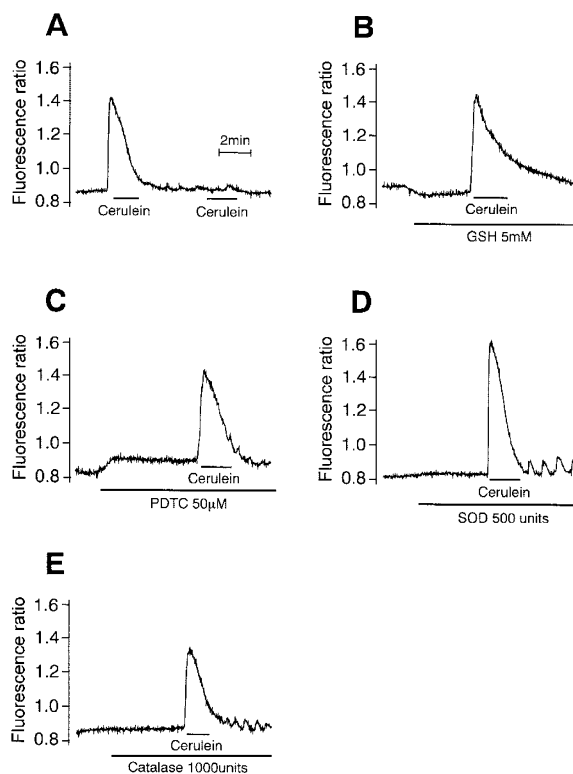 A
Fluorescence ratio
1.6
1.4
1.2
1.0
0.8
2min
Cerulein
Cerulein
B
Fluorescence ratio
1.6
1.4
1.2
1.0
0.8
Cerulein
GSH 5mM
C
Fluorescence ratio
1.6
1.4
1.2
1.0
0.8
Cerulein
PDTC 50µM
D
Fluorescence ratio
1.6
1.4
1.2
1.0
0.8
Cerulein
SOD 500 units
E
Fluorescence ratio
1.6
1.4
1.2
1.0
0.8
Cerulein
Catalase 1000units